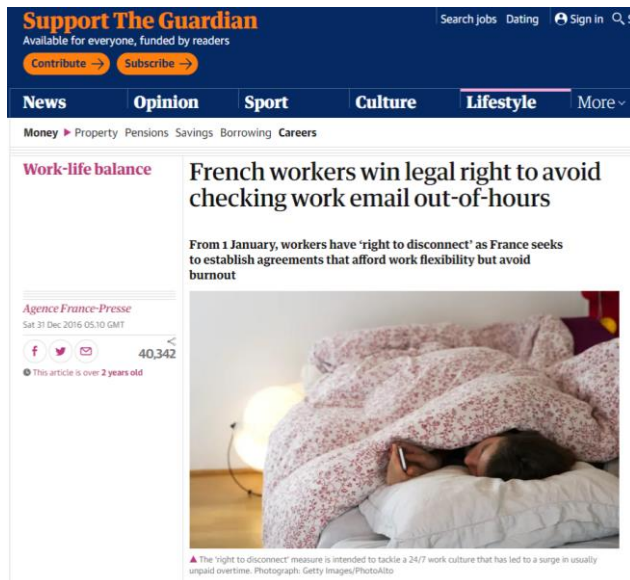 Support The Guardian
Search jobs Dating Sign in
Available for everyone, funded by readers
Contribute → Subscribe →
News Opinion Sport Culture Lifestyle More
Money Property Pensions Savings Borrowing Careers
Work-life balance
French workers win legal right to avoid
checking work email out-of-hours
From 1 January, workers have ‘right to disconnect’ as France seeks
to establish agreements that afford work flexibility but avoid
burnout
Agence France-Presse
Sat 31 Dec 2016 05.10 GMT
40,342
This article is over 2 years old
The 'right to disconnect' measure is intended to tackle a 24/7 work culture that has led to a surge in usually
unpaid overtime. Photograph: Getty Images/PhotoAlto